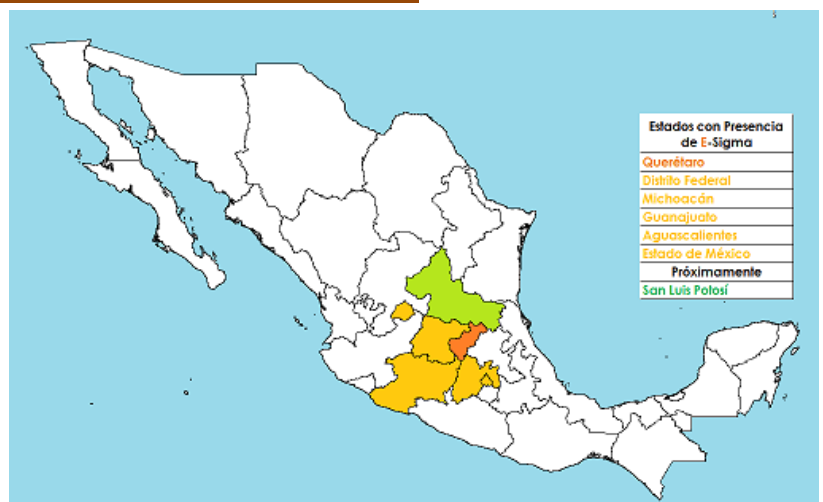 s
Estados con Presencia
de E-Sigma
Querétaro
Distrito Federal
Michoacán
Guanajuato
Aguascalientes
Estado de México
Próximamente
San Luis Potosí